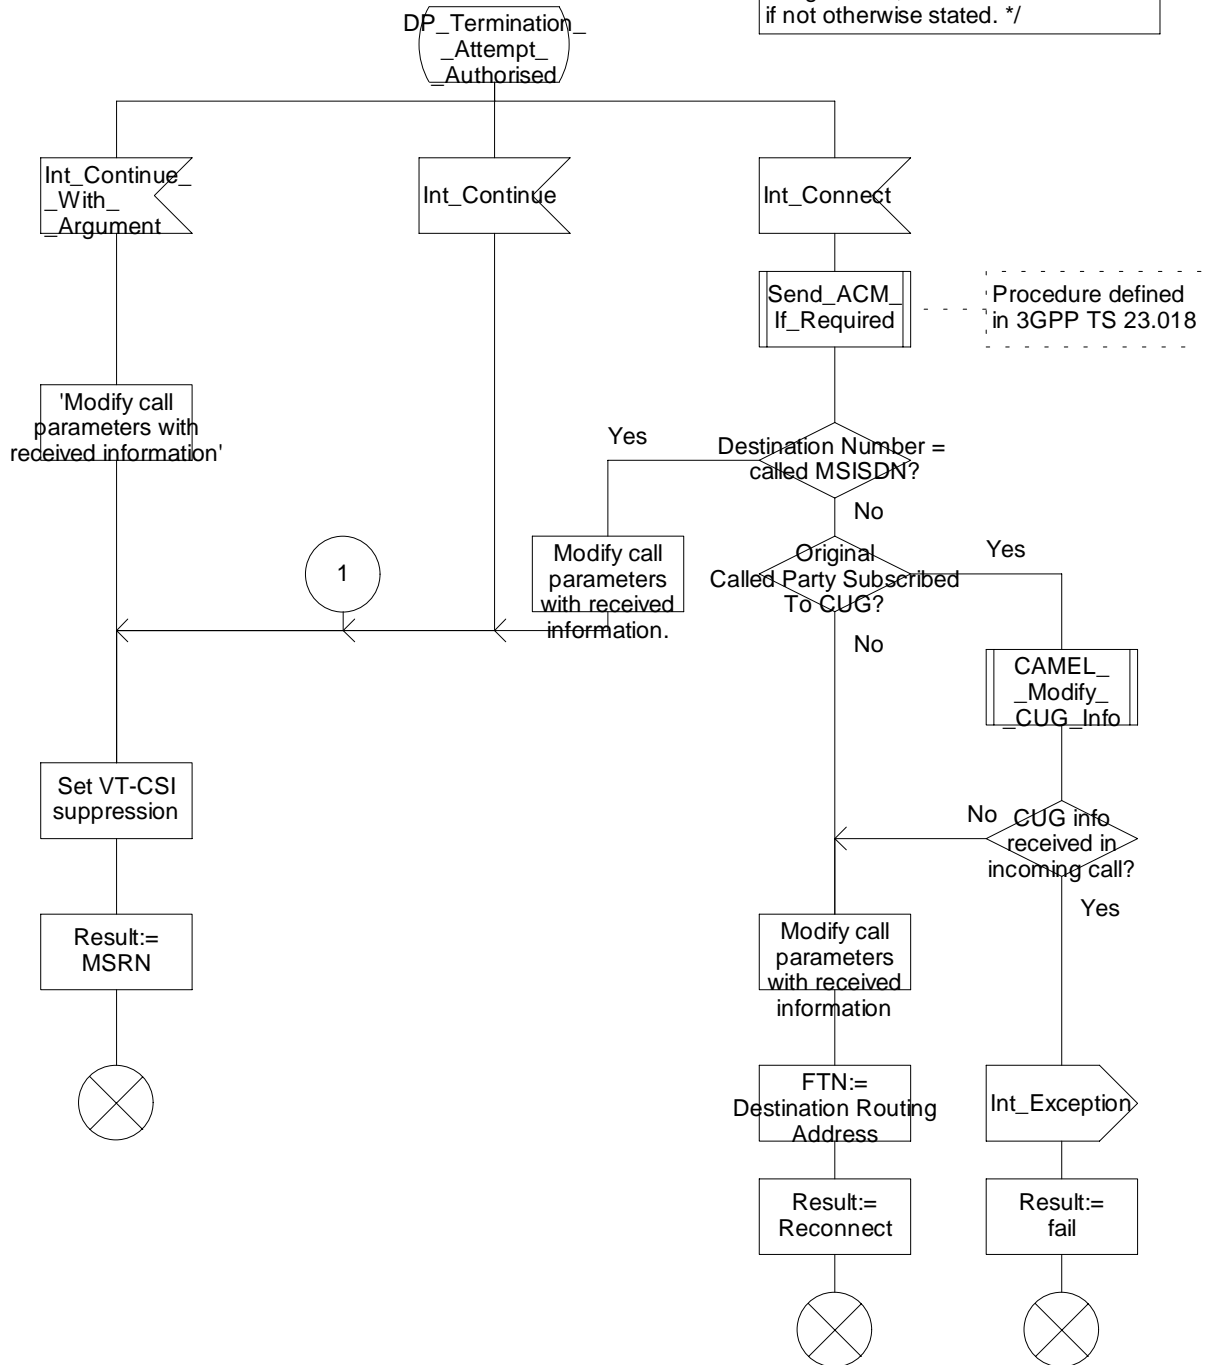 if not otherwise stated. */
DP_Termination_
_Attempt_
_Authorised
Int_Continue_
_With_
_Argument
Int_Continue
Int_Connect
Send_ACM_
If_Required
Procedure defined
in 3GPP TS 23.018
'Modify call
parameters with
received information'
Yes
Destination Number =
called MSISDN?
No
1
Modify call
parameters
with received
information.
Original
Called Party Subscribed
To CUG?
Yes
No
CAMEL_
_Modify_
_CUG_Info
Set VT-CSI
suppression
No
CUG info
received in
incoming call?
Yes
Result:=
MSRN
Modify call
parameters
with received
information
FTN:=
Destination Routing
Address
Int_Exception
Result:=
Reconnect
Result:=
fail